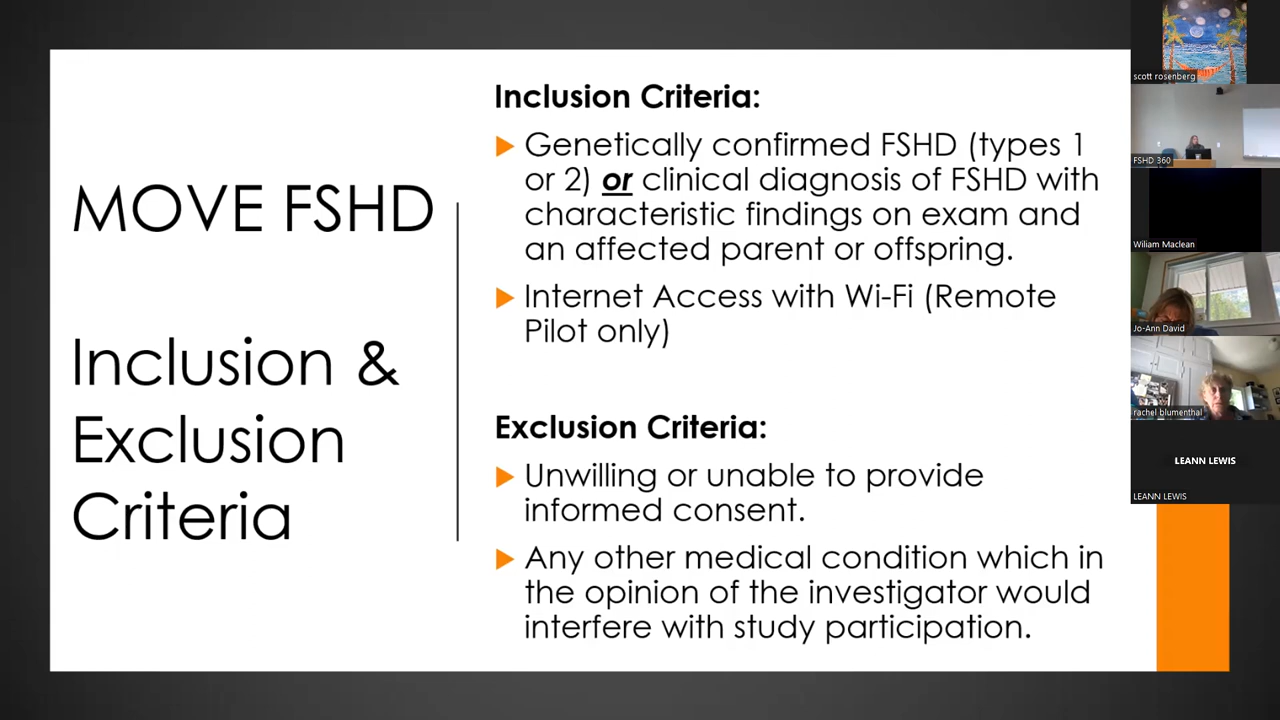 MOVE FSHD
Inclusion &
Exclusion
Criteria
Inclusion Criteria:
Genetically confirmed FSHD (types 1
or 2) or clinical diagnosis of FSHD with
characteristic findings on exam and
an affected parent or offspring.
Internet Access with Wi-Fi (Remote
Pilot only)
Exclusion Criteria:
Unwilling or unable to provide
informed consent.
Any other medical condition which in
the opinion of the investigator would
interfere with study participation.
scott rosenberg
FSHD 360
Wiliam Maclean
Jo-Ann David
rachel blumenthal
LEANN LEWIS
LEANN LEWIS